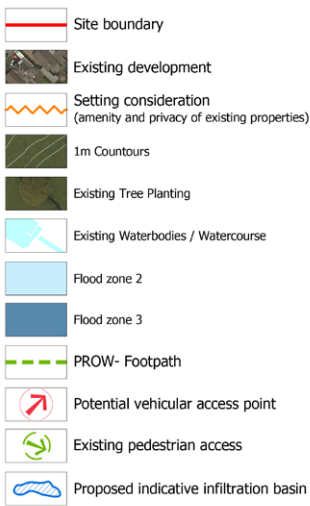 Site boundary
Existing development
Setting consideration
(amenity and privacy of existing properties)
1m Countours
Existing Tree Planting
Existing Waterbodies / Watercourse
Flood zone 2
Flood zone 3
PROW- Footpath
Potential vehicular access point
Existing pedestrian access
Proposed indicative infiltration basin